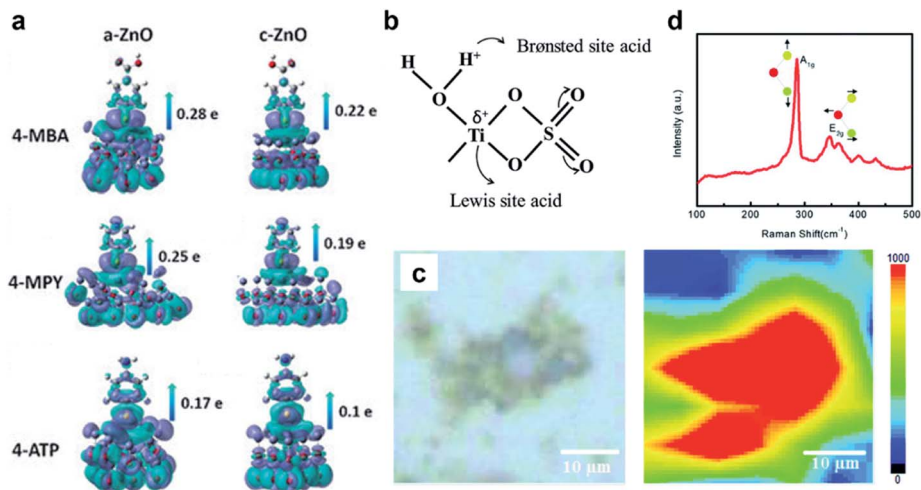 a
a-ZnO
c-ZnO
4-MBA
0.28 e
0.22 e
4-MPY
0.25 e
0.19 e
4-ATP
0.17 e
0.1 e
b
H
H+
Brønsted site acid
O
δ+
Ti
O
O
S
O
O
Lewis site acid
c
10 µm
d
Intensity (a.u.)
A1g
E2g
100
200
300
400
500
Raman Shift(cm-1)
1000
0
10 µm